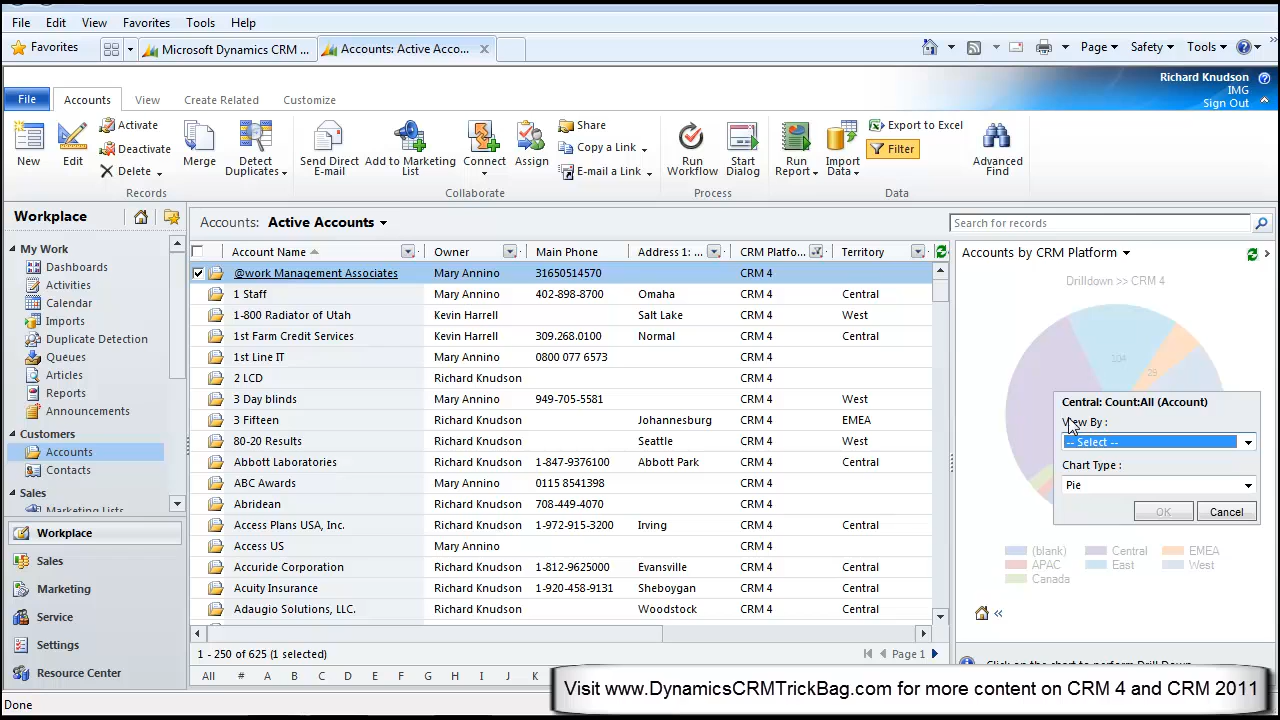 File Edit View Favorites Tools Help
Favorites Microsoft Dynamics CRM ... Accounts: Active Acco... Page Safety Tools
Richard Knudson
IMG
Sign Out
File Accounts View Create Related Customize
New Edit Activate Deactivate Delete Merge Detect Duplicates Send Direct E-mail Add to Marketing List Connect Assign Share Copy a Link E-mail a Link Run Workflow Start Dialog Run Report Import Data Export to Excel Filter Advanced Find
Records Collaborate Process Data
Workplace
Accounts: Active Accounts Search for records
My Work
Dashboards
Activities
Calendar
Imports
Duplicate Detection
Queues
Articles
Reports
Announcements
Customers
Accounts
Contacts
Sales
Marketing Lists
Workplace
Sales
Marketing
Service
Settings
Resource Center
Account Name Owner Main Phone Address 1: ... CRM Platfo... Territory
@work Management Associates Mary Annino 31650514570 CRM 4
1 Staff Mary Annino 402-898-8700 Omaha CRM 4 Central
1-800 Radiator of Utah Kevin Harrell Salt Lake CRM 4 West
1st Farm Credit Services Kevin Harrell 309.268.0100 Normal CRM 4 Central
1st Line IT Mary Annino 0800 077 6573 CRM 4
2 LCD Richard Knudson CRM 4
3 Day blinds Mary Annino 949-705-5581 CRM 4 West
3 Fifteen Richard Knudson Johannesburg CRM 4 EMEA
80-20 Results Mary Annino Seattle CRM 4 West
Abbott Laboratories Richard Knudson 1-847-9376100 Abbott Park CRM 4 Central
ABC Awards Mary Annino 0115 8541398 CRM 4
Abridean Richard Knudson 708-449-4070 CRM 4
Access Plans USA, Inc. Richard Knudson 1-972-915-3200 Irving CRM 4 Central
Access US Mary Annino CRM 4
Accuride Corporation Richard Knudson 1-812-9625000 Evansville CRM 4 Central
Acuity Insurance Richard Knudson 1-920-458-9131 Sheboygan CRM 4 Central
Adaugio Solutions, LLC. Richard Knudson Woodstock CRM 4 Central
1 - 250 of 625 (1 selected) Page 1
All # A B C D E F G H I J K
Accounts by CRM Platform
Drilldown >> CRM 4
104
29
Central: Count:All (Account)
View By :
-- Select --
Chart Type :
Pie
OK Cancel
(blank) Central EMEA
APAC East West
Canada
Click on the chart to perform Drill Down
Visit www.DynamicsCRMTrickBag.com for more content on CRM 4 and CRM 2011
Done